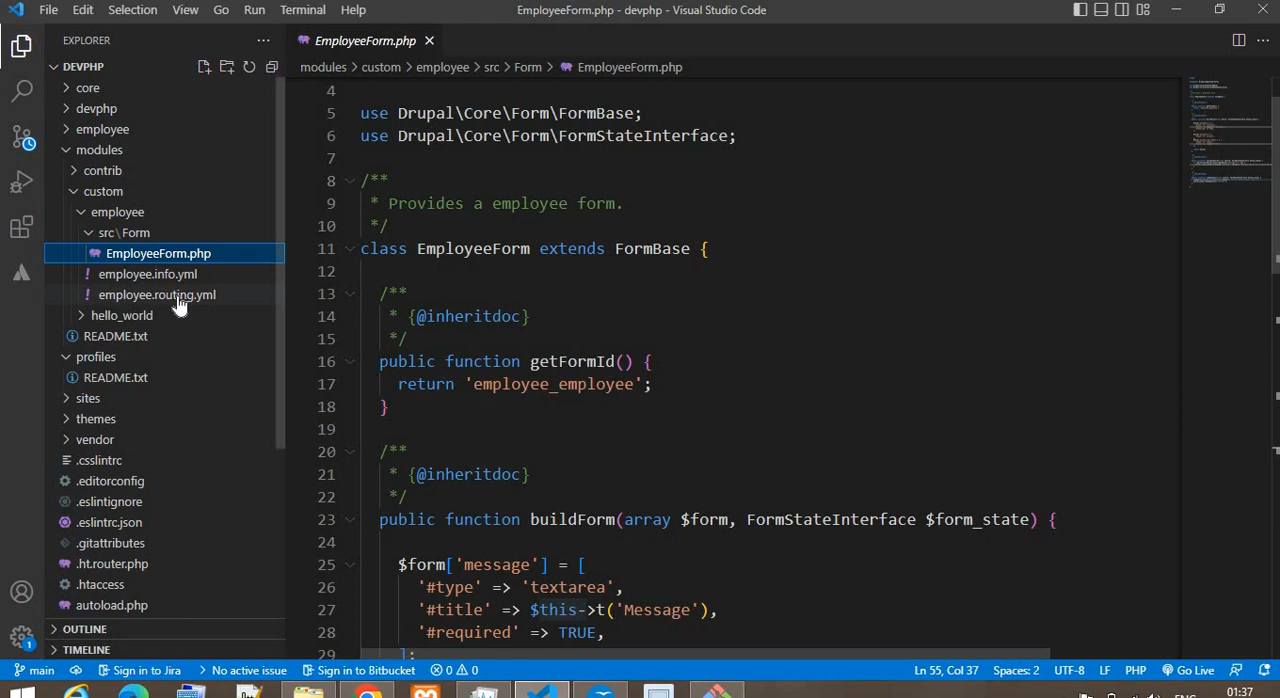 File Edit Selection View Go Run Terminal Help EmployeeForm.php - devphp - Visual Studio Code
EXPLORER
DEVPHP
core
devphp
employee
modules
contrib
custom
employee
src\Form
EmployeeForm.php
! employee.info.yml
! employee.routing.yml
hello_world
README.txt
profiles
README.txt
sites
themes
vendor
.csslintrc
.editorconfig
.eslintignore
.eslintrc.json
.gitattributes
.ht.router.php
.htaccess
autoload.php
OUTLINE
TIMELINE
EmployeeForm.php
modules > custom > employee > src > Form > EmployeeForm.php
4
5 use Drupal\Core\Form\FormBase;
6 use Drupal\Core\Form\FormStateInterface;
7
8 /**
9 * Provides a employee form.
10 */
11 class EmployeeForm extends FormBase {
12
13 /**
14 * {@inheritdoc}
15 */
16 public function getFormId() {
17 return 'employee_employee';
18 }
19
20 /**
21 * {@inheritdoc}
22 */
23 public function buildForm(array $form, FormStateInterface $form_state) {
24
25 $form['message'] = [
26 '#type' => 'textarea',
27 '#title' => $this->t('Message'),
28 '#required' => TRUE,
29 ];
main Sign in to Jira No active issue Sign in to Bitbucket 0 0 Ln 55, Col 37 Spaces: 2 UTF-8 LF PHP Go Live
1
01:37